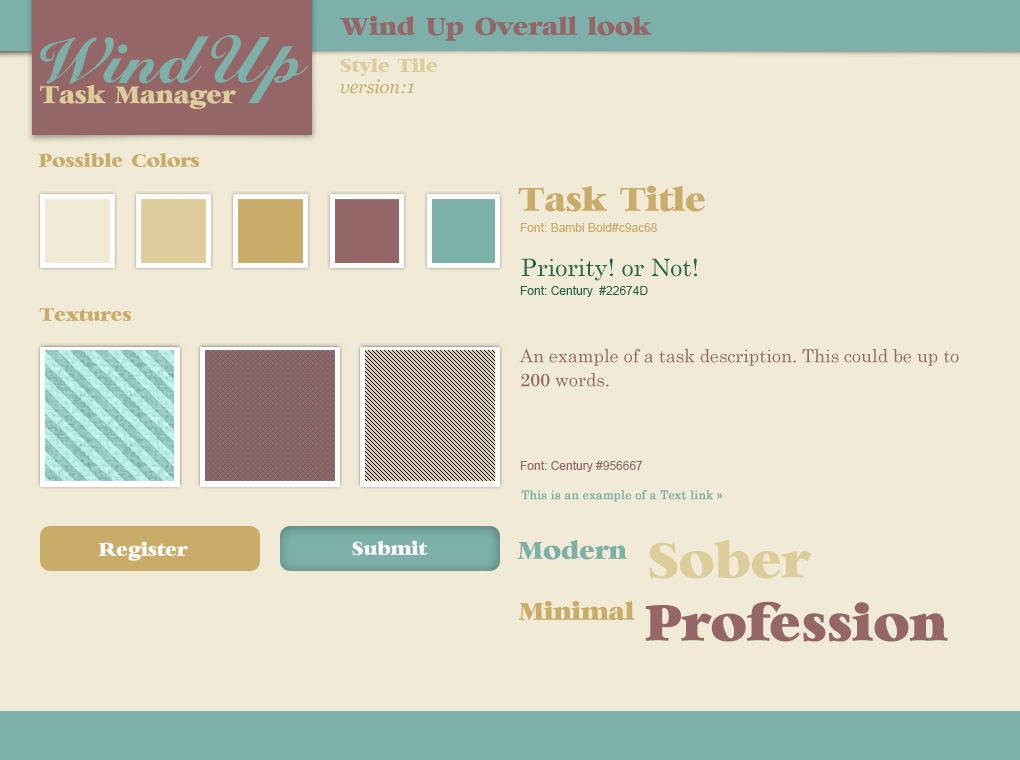 Wind Up Overall look
Wind Up
Task Manager
Style Tile
version:1
Possible Colors
Task Title
Font: Bambi Bold#c9ac68
Priority! or Not!
Font: Century  #22674D
Textures
An example of a task description. This could be up to
200 words.
Font: Century #956667
This is an example of a Text link »
Register
Submit
Modern
Sober
Minimal
Profession